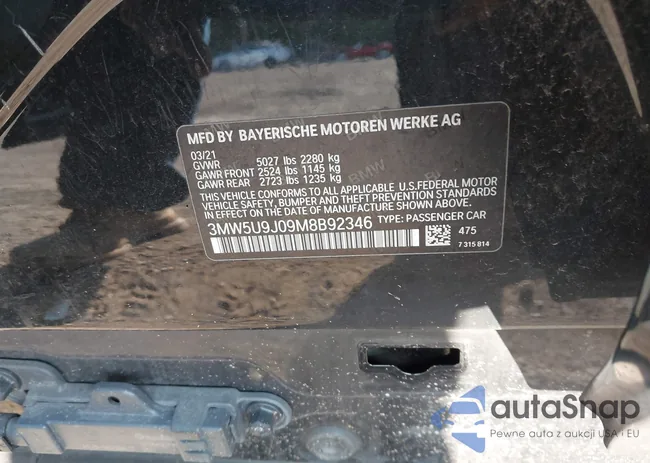 MFD BY BAYERISCHE MOTOREN WERKE AG
03/21
GVWR 5027 lbs 2280 kg
GAWR FRONT 2524 lbs 1145 kg
GAWR REAR 2723 lbs 1235 kg
THIS VEHICLE CONFORMS TO ALL APPLICABLE U.S.FEDERAL MOTOR
VEHICLE SAFETY, BUMPER AND THEFT PREVENTION STANDARDS
IN EFFECT ON THE DATE OF MANUFACTURE SHOWN ABOVE.
3MW5U9J09M8B92346 TYPE: PASSENGER CAR
475
7 315 814
BMW
autoSnap
Pewne auta z aukcji USA i EU